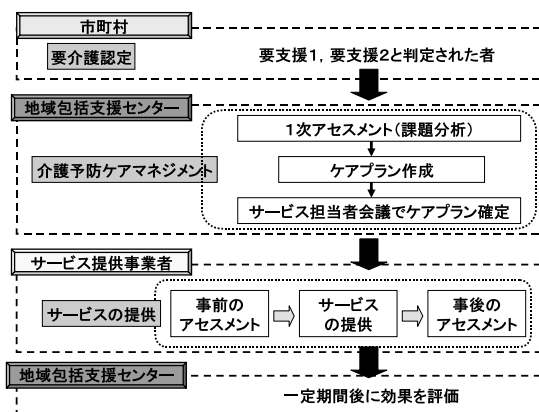 市町村
要介護認定
要支援1，要支援2と判定された者
地域包括支援センター
介護予防ケアマネジメント
1次アセスメント（課題分析）
ケアプラン作成
サービス担当者会議でケアプラン確定
サービス提供事業者
サービスの提供
事前の
アセスメント
サービス
の提供
事後の
アセスメント
地域包括支援センター
一定期間後に効果を評価